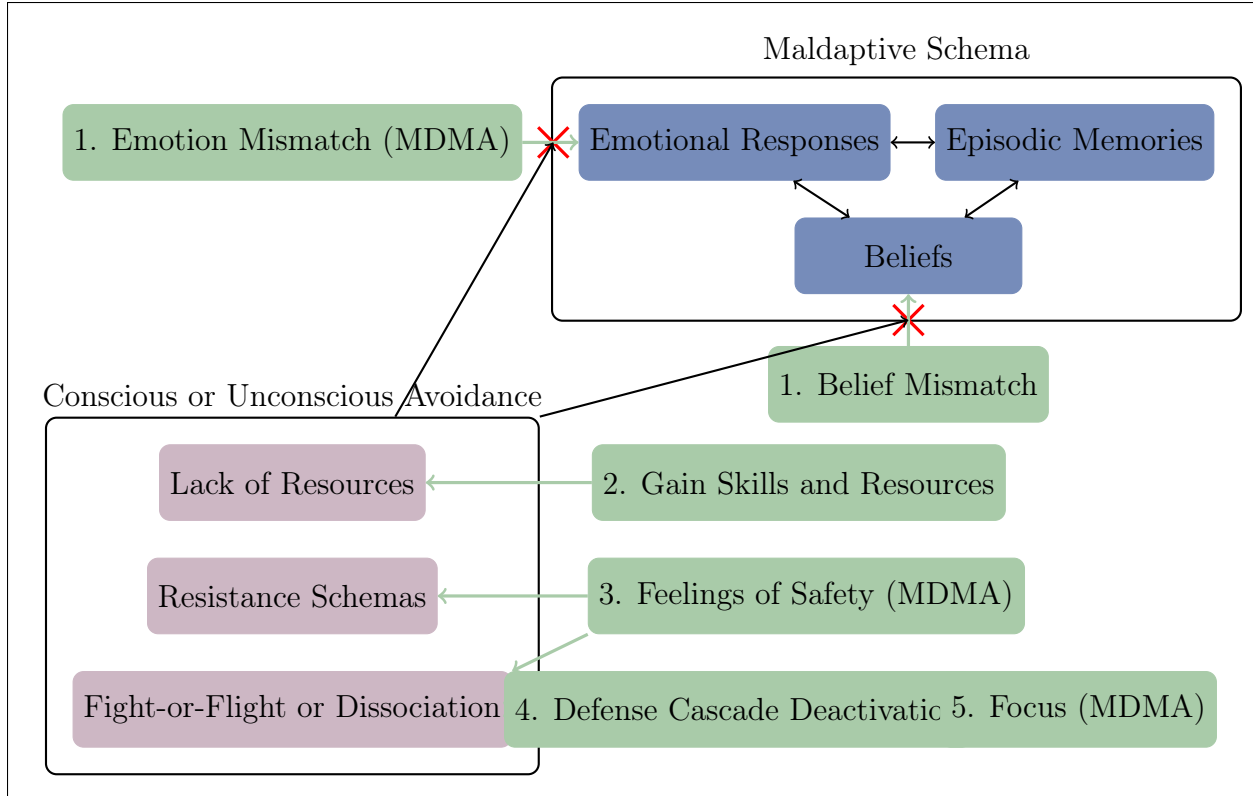 Maldaptive Schema
1. Emotion Mismatch (MDMA)
Emotional Responses
Episodic Memories
Beliefs
1. Belief Mismatch
Conscious or Unconscious Avoidance
Lack of Resources
2. Gain Skills and Resources
Resistance Schemas
3. Feelings of Safety (MDMA)
Fight-or-Flight or Dissociation
4. Defense Cascade Deactivatic
5. Focus (MDMA)